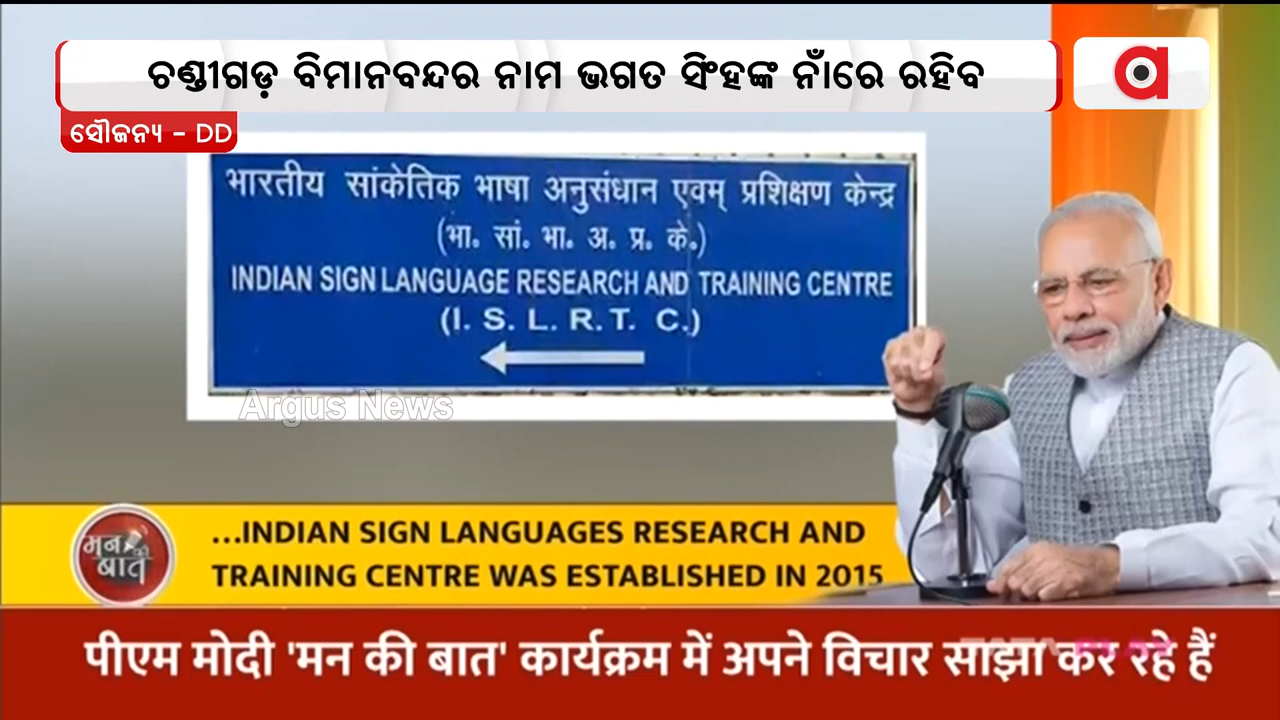 ଚଣ୍ଡୀଗଡ଼ ବିମାନବନ୍ଦର ନାମ ଭଗତ ସିଂହଙ୍କ ନାଁରେ ରହିବ
a
ସୌଜନ୍ୟ - DD
भारतीय सांकेतिक भाषा अनुसंधान एवम् प्रशिक्षण केन्द्र
(भा. सां. भा. अ. प्र. के.)
INDIAN SIGN LANGUAGE RESEARCH AND TRAINING CENTRE
(I. S. L. R. T. C.)
Argus News
मन की बात
...INDIAN SIGN LANGUAGES RESEARCH AND
TRAINING CENTRE WAS ESTABLISHED IN 2015
TATA PLAY
पीएम मोदी 'मन की बात' कार्यक्रम में अपने विचार साझा कर रहे हैं